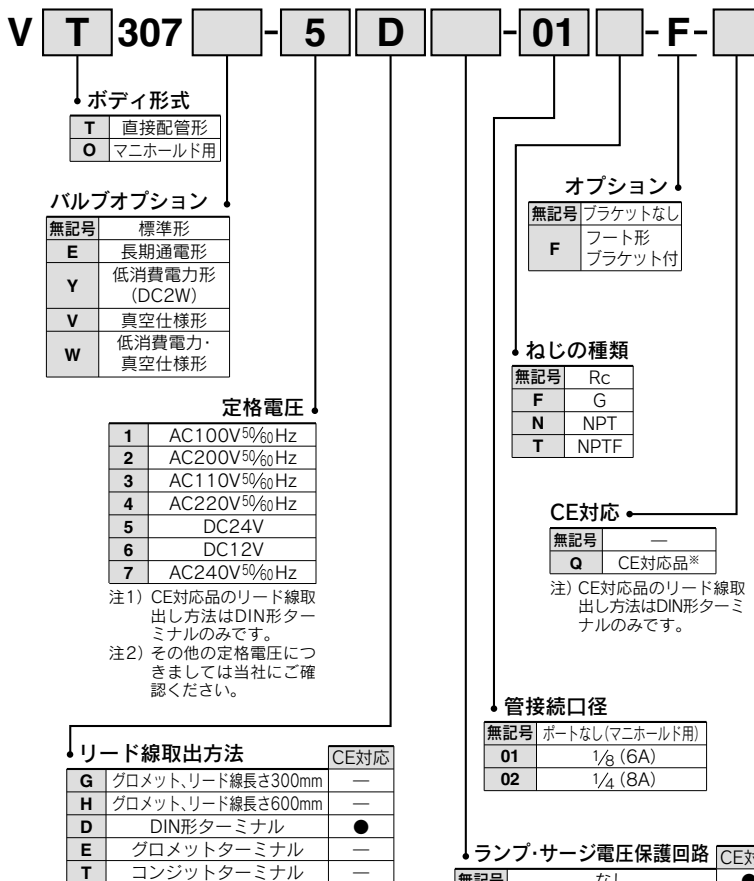 V T 307 - 5 D - 01 - F -
ボディ形式
T 直接配管形
O マニホールド用
バルブオプション
無記号 標準形
E 長期通電形
Y 低消費電力形
(DC2W)
V 真空仕様形
W 低消費電力・
真空仕様形
定格電圧
1 AC100V50/60Hz
2 AC200V50/60Hz
3 AC110V50/60Hz
4 AC220V50/60Hz
5 DC24V
6 DC12V
7 AC240V50/60Hz
注1) CE対応品のリード線取
出し方法はDIN形ター
ミナルのみです。
注2) その他の定格電圧につ
きましては当社にご確
認ください。
リード線取出方法 CE対応
G グロメット、リード線長さ300mm —
H グロメット、リード線長さ600mm —
D DIN形ターミナル ●
E グロメットターミナル —
T コンジットターミナル —
オプション
無記号 ブラケットなし
F フート形
ブラケット付
ねじの種類
無記号 Rc
F G
N NPT
T NPTF
CE対応
無記号 —
Q CE対応品※
注) CE対応品のリード線取
出し方法はDIN形ターミ
ナルのみです。
管接続口径
無記号 ポートなし(マニホールド用)
01 1/8 (6A)
02 1/4 (8A)
ランプ・サージ電圧保護回路 CE対
無記号 なし ●